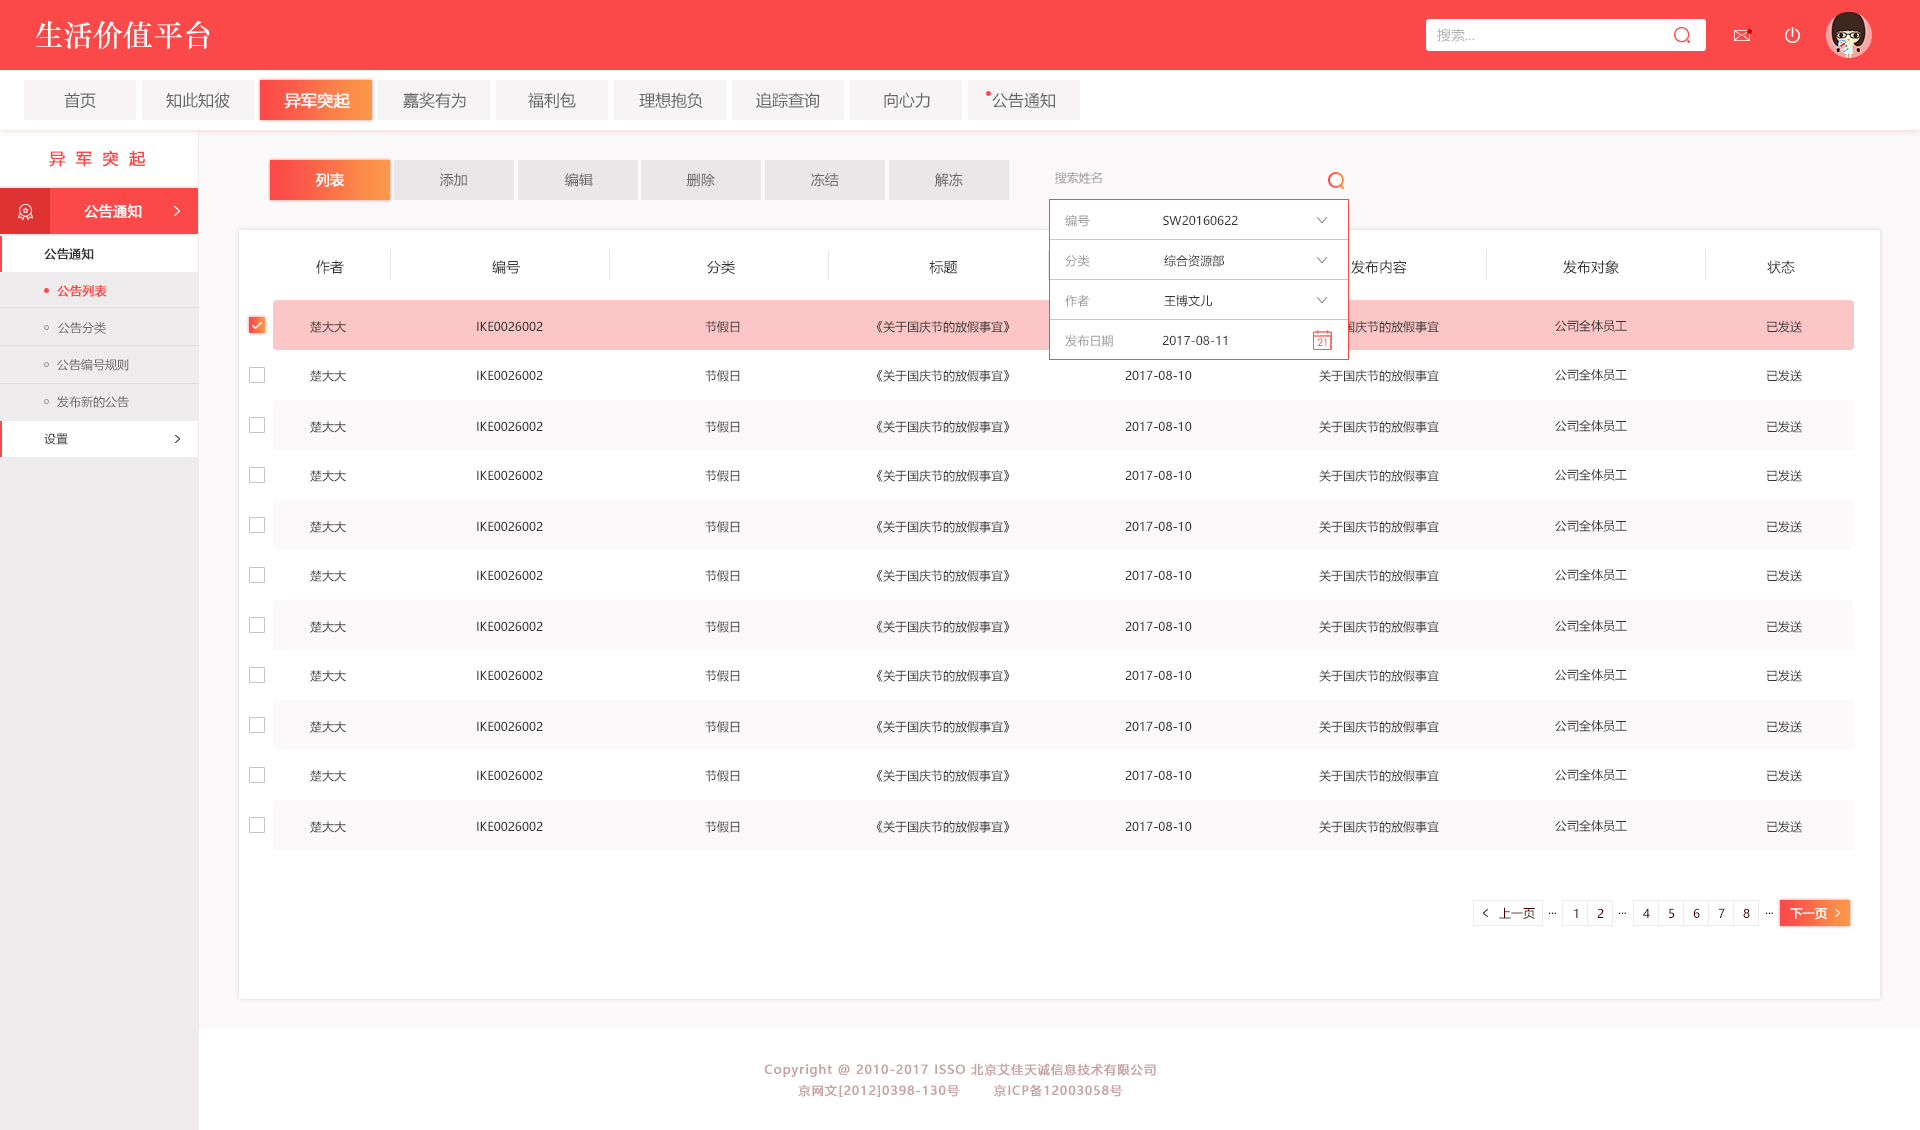 生活价值平台
搜索...
首页 知此知彼 异军突起 嘉奖有为 福利包 理想抱负 追踪查询 向心力 公告通知
异军突起
公告通知
公告通知
公告列表
公告分类
公告编号规则
发布新的公告
设置
列表 添加 编辑 删除 冻结 解冻 搜索姓名
编号 SW20160622
分类 综合资源部
作者 王博文儿
发布日期 2017-08-11
21
作者 编号 分类 标题 发布内容 发布对象 状态
楚大大 IKE0026002 节假日 《关于国庆节的放假事宜》 国庆节的放假事宜 公司全体员工 已发送
楚大大 IKE0026002 节假日 《关于国庆节的放假事宜》 2017-08-10 关于国庆节的放假事宜 公司全体员工 已发送
楚大大 IKE0026002 节假日 《关于国庆节的放假事宜》 2017-08-10 关于国庆节的放假事宜 公司全体员工 已发送
楚大大 IKE0026002 节假日 《关于国庆节的放假事宜》 2017-08-10 关于国庆节的放假事宜 公司全体员工 已发送
楚大大 IKE0026002 节假日 《关于国庆节的放假事宜》 2017-08-10 关于国庆节的放假事宜 公司全体员工 已发送
楚大大 IKE0026002 节假日 《关于国庆节的放假事宜》 2017-08-10 关于国庆节的放假事宜 公司全体员工 已发送
楚大大 IKE0026002 节假日 《关于国庆节的放假事宜》 2017-08-10 关于国庆节的放假事宜 公司全体员工 已发送
楚大大 IKE0026002 节假日 《关于国庆节的放假事宜》 2017-08-10 关于国庆节的放假事宜 公司全体员工 已发送
楚大大 IKE0026002 节假日 《关于国庆节的放假事宜》 2017-08-10 关于国庆节的放假事宜 公司全体员工 已发送
楚大大 IKE0026002 节假日 《关于国庆节的放假事宜》 2017-08-10 关于国庆节的放假事宜 公司全体员工 已发送
楚大大 IKE0026002 节假日 《关于国庆节的放假事宜》 2017-08-10 关于国庆节的放假事宜 公司全体员工 已发送
< 上一页 ··· 1 2 ··· 4 5 6 7 8 ··· 下一页 >
Copyright @ 2010-2017 ISSO 北京艾佳天诚信息技术有限公司
京网文[2012]0398-130号 京ICP备12003058号